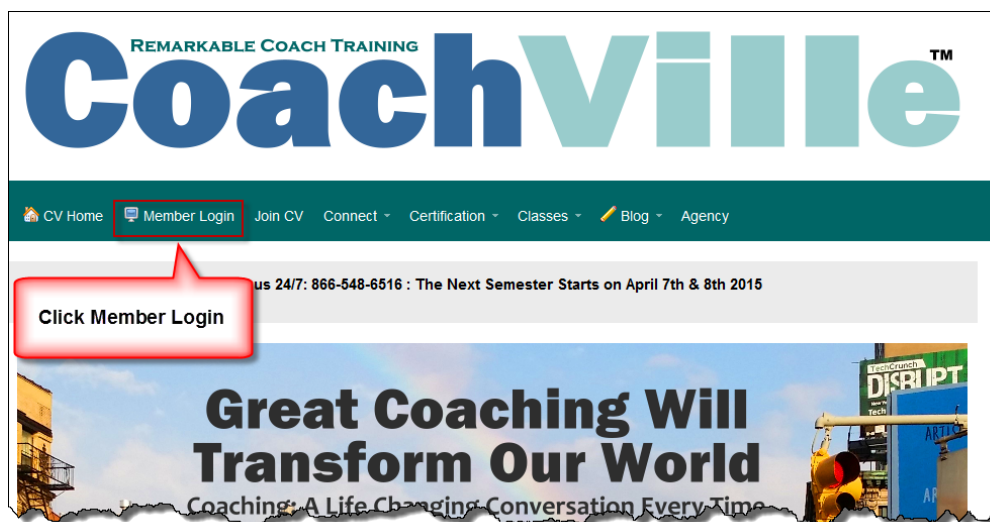 REMARKABLE COACH TRAINING
CoachVille™
CV Home Member Login Join CV Connect Certification Classes Blog Agency
us 24/7: 866-548-6516 : The Next Semester Starts on April 7th & 8th 2015
Click Member Login
TechCrunch
DISRUPT
Great Coaching Will
Transform Our World
Coaching: A Life Changing Conversation Every Time